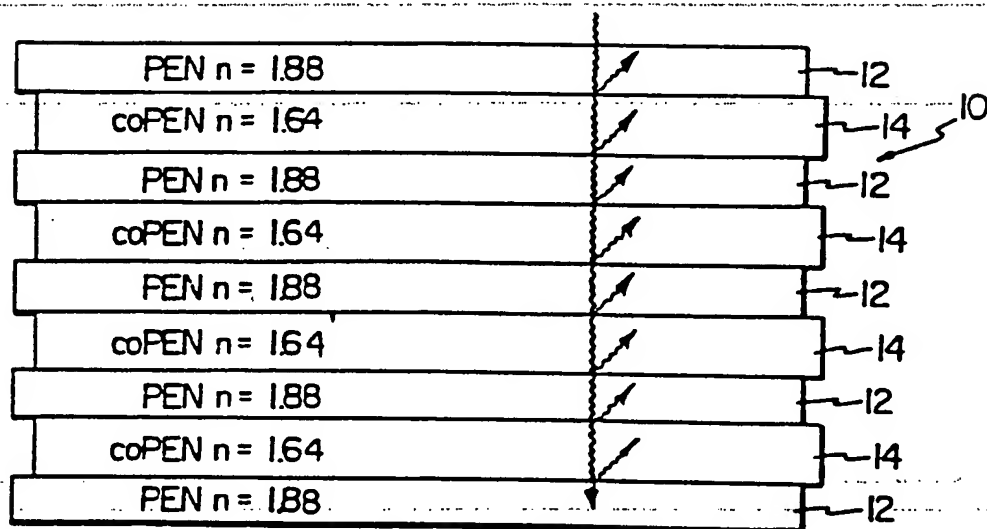 PEN n = 1.88 12
coPEN n = 1.64 14 10
PEN n = 1.88 12
coPEN n = 1.64 14
PEN n = 1.88 12
coPEN n = 1.64 14
PEN n = 1.88 12
coPEN n = 1.64 14
PEN n = 1.88 12